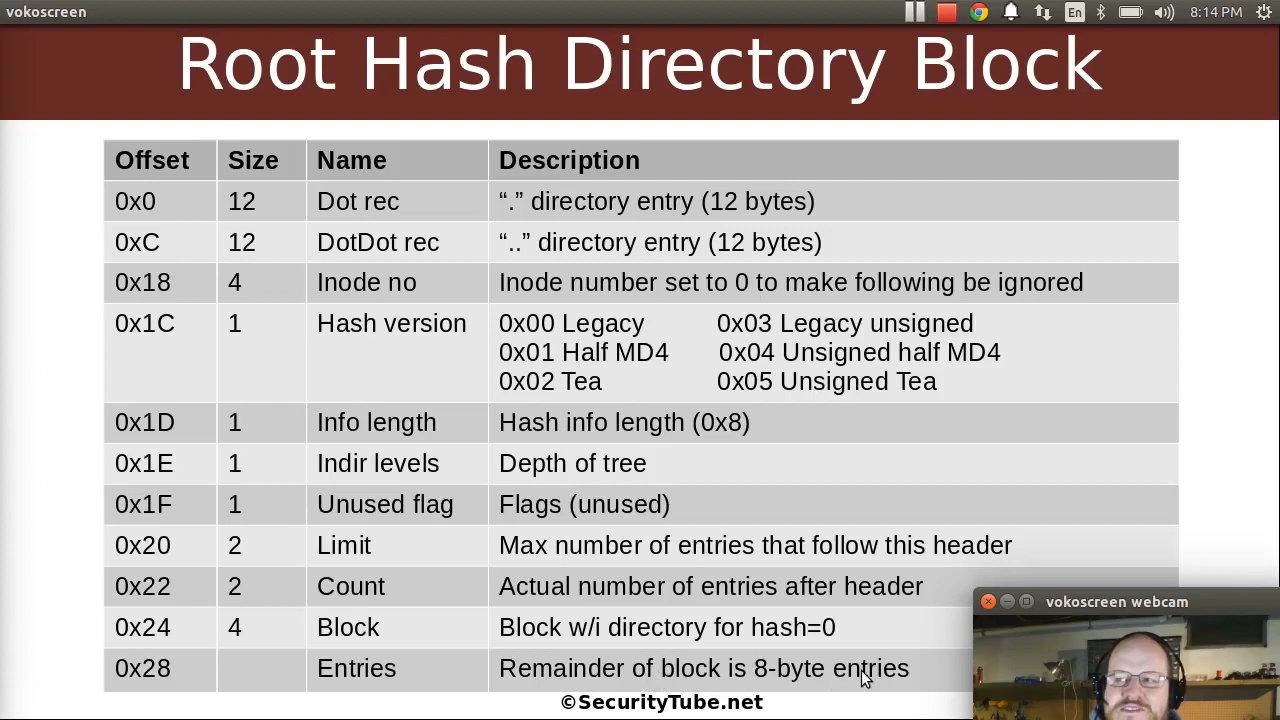 vokoscreen
En
8:14 PM
Root Hash Directory Block
Offset Size Name Description
0x0 12 Dot rec “.” directory entry (12 bytes)
0xC 12 DotDot rec “..” directory entry (12 bytes)
0x18 4 Inode no Inode number set to 0 to make following be ignored
0x1C 1 Hash version 0x00 Legacy 0x03 Legacy unsigned
0x01 Half MD4 0x04 Unsigned half MD4
0x02 Tea 0x05 Unsigned Tea
0x1D 1 Info length Hash info length (0x8)
0x1E 1 Indir levels Depth of tree
0x1F 1 Unused flag Flags (unused)
0x20 2 Limit Max number of entries that follow this header
0x22 2 Count Actual number of entries after header
0x24 4 Block Block w/i directory for hash=0
0x28 Entries Remainder of block is 8-byte entries
vokoscreen webcam
©SecurityTube.net